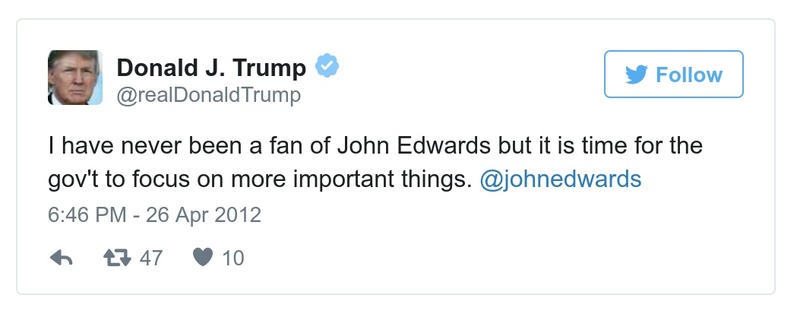 Donald J. Trump
@realDonaldTrump
Follow
I have never been a fan of John Edwards but it is time for the
gov't to focus on more important things. @johnedwards
6:46 PM - 26 Apr 2012
47 10